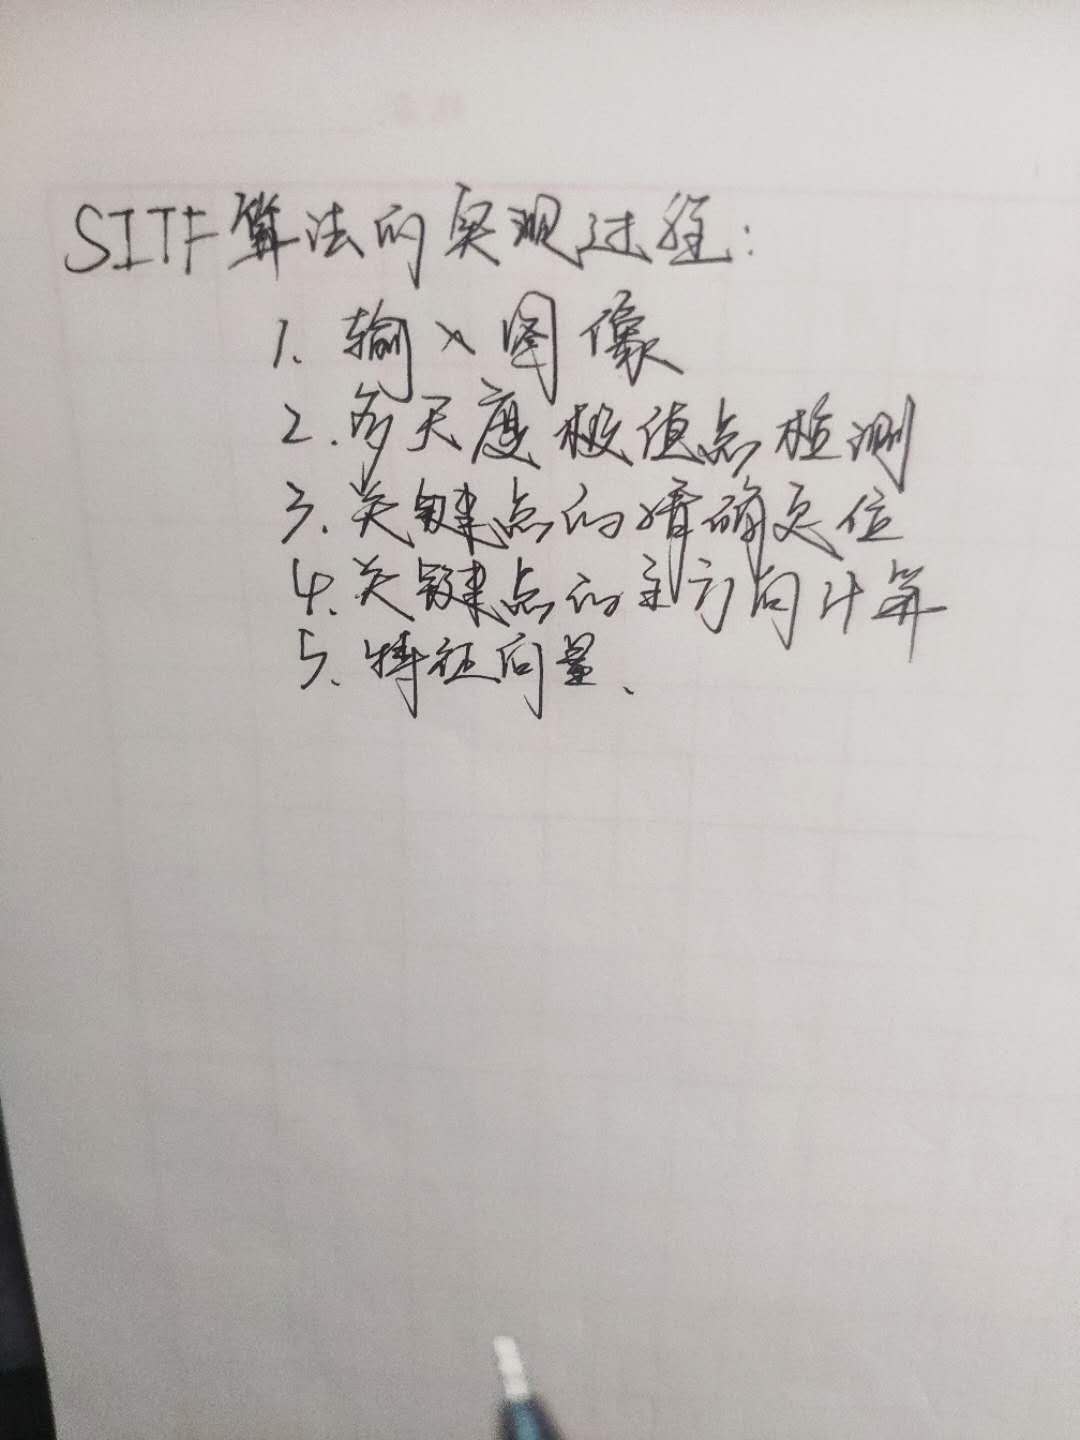 SITF算法的实现过程:
1. 输入图像
2. 多尺度极值点检测
3. 关键点的精确定位
4. 关键点的主方向计算
5. 特征向量、